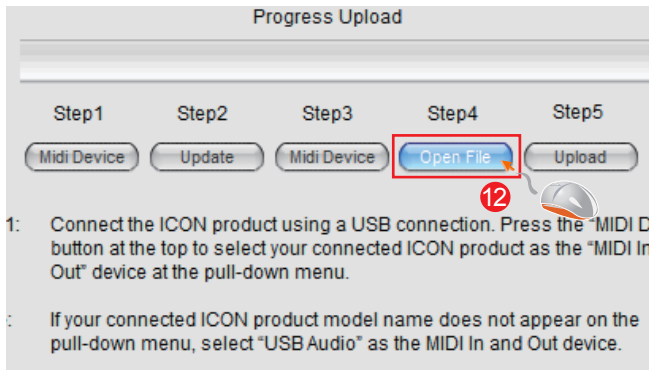 Progress Upload
Step1 Step2 Step3 Step4 Step5
Midi Device Update Midi Device Open File Upload
12
1: Connect the ICON product using a USB connection. Press the “MIDI D
button at the top to select your connected ICON product as the “MIDI In
Out” device at the pull-down menu.
: If your connected ICON product model name does not appear on the
pull-down menu, select “USB Audio” as the MIDI In and Out device.